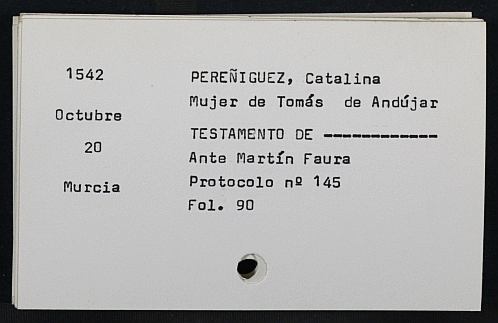 1542
Octubre
20
Murcia
PEREÑIGUEZ, Catalina
Mujer de Tomás de Andújar
TESTAMENTO DE ------------
Ante Martín Faura
Protocolo nº 145
Fol. 90